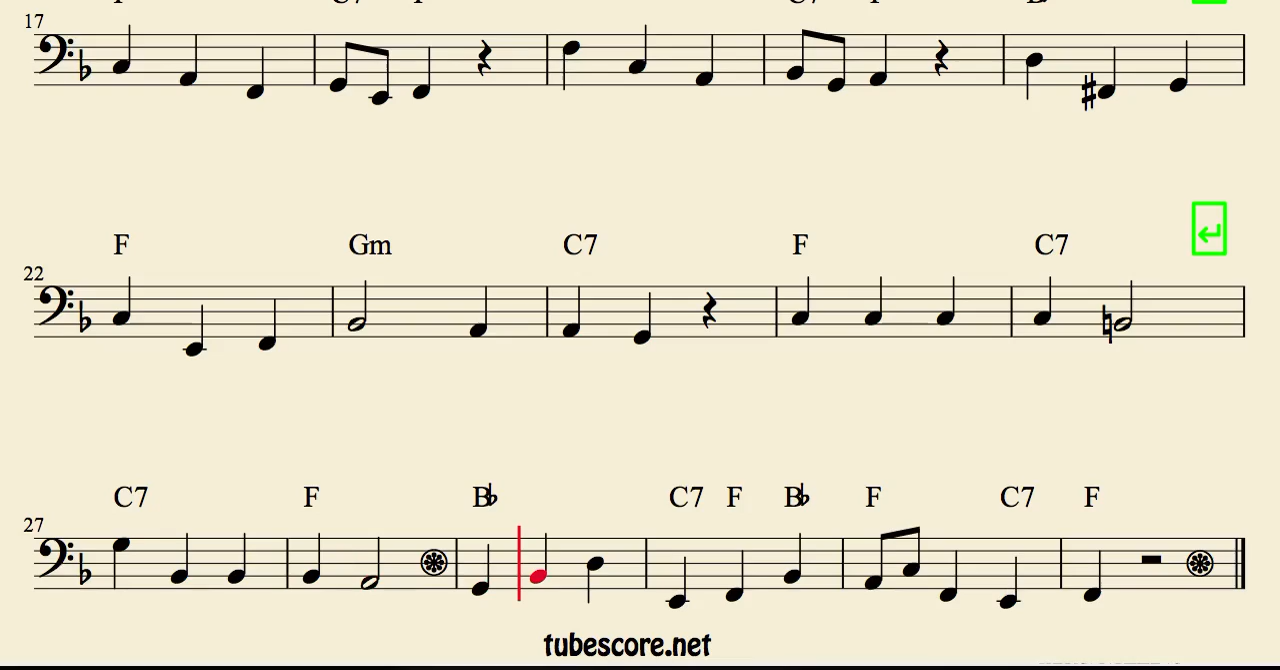 17
22
F Gm C7 F C7
27
C7 F B♭ C7 F B♭ F C7 F
tubescore.net